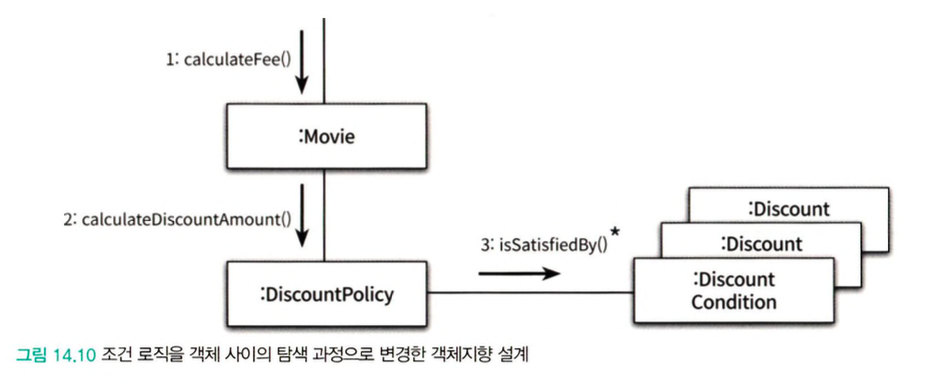 1: calculateFee()
:Movie
2: calculateDiscountAmount()
:DiscountPolicy
3: isSatisfiedBy()*
:Discount
:Discount
:Discount
Condition
그림 14.10 조건 로직을 객체 사이의 탐색 과정으로 변경한 객체지향 설계